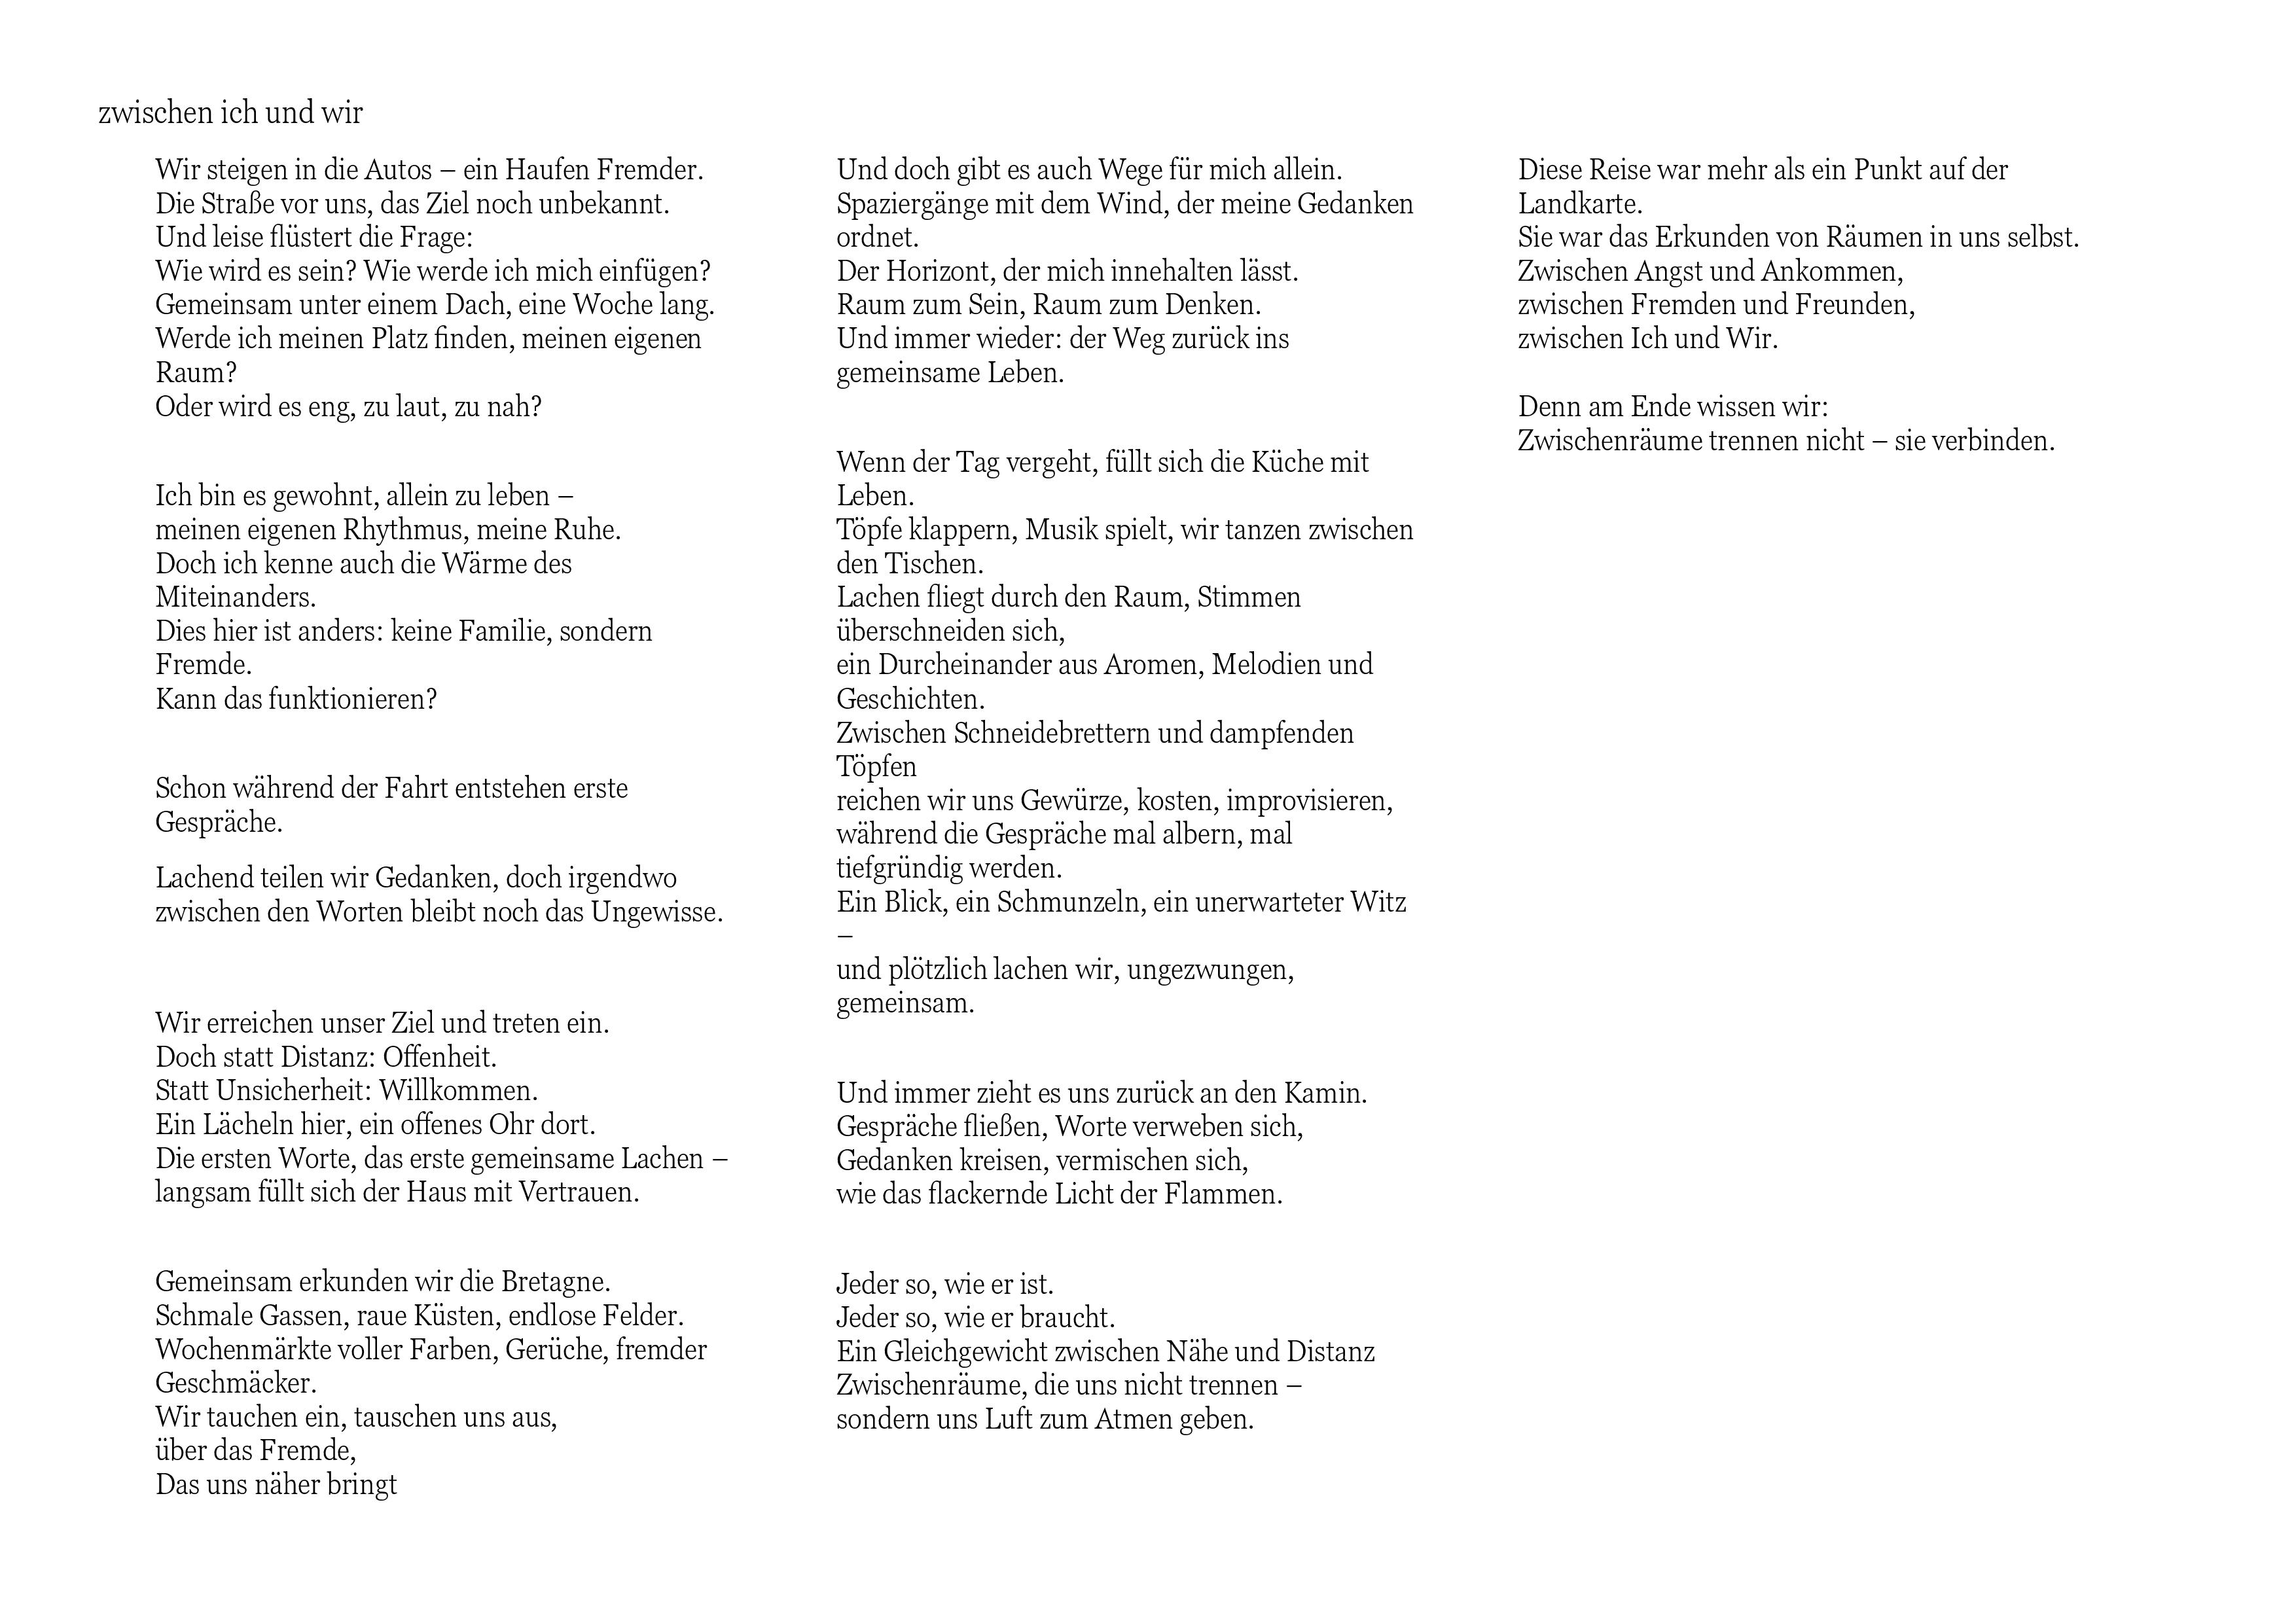 zwischen ich und wir
Wir steigen in die Autos – ein Haufen Fremder.
Die Straße vor uns, das Ziel noch unbekannt.
Und leise flüstert die Frage:
Wie wird es sein? Wie werde ich mich einfügen?
Gemeinsam unter einem Dach, eine Woche lang.
Werde ich meinen Platz finden, meinen eigenen
Raum?
Oder wird es eng, zu laut, zu nah?
Ich bin es gewohnt, allein zu leben –
meinen eigenen Rhythmus, meine Ruhe.
Doch ich kenne auch die Wärme des
Miteinanders.
Dies hier ist anders: keine Familie, sondern
Fremde.
Kann das funktionieren?
Schon während der Fahrt entstehen erste
Gespräche.
Lachend teilen wir Gedanken, doch irgendwo
zwischen den Worten bleibt noch das Ungewisse.
Wir erreichen unser Ziel und treten ein.
Doch statt Distanz: Offenheit.
Statt Unsicherheit: Willkommen.
Ein Lächeln hier, ein offenes Ohr dort.
Die ersten Worte, das erste gemeinsame Lachen –
langsam füllt sich der Haus mit Vertrauen.
Gemeinsam erkunden wir die Bretagne.
Schmale Gassen, raue Küsten, endlose Felder.
Wochenmärkte voller Farben, Gerüche, fremder
Geschmäcker.
Wir tauchen ein, tauschen uns aus,
über das Fremde,
Das uns näher bringt
Und doch gibt es auch Wege für mich allein.
Spaziergänge mit dem Wind, der meine Gedanken
ordnet.
Der Horizont, der mich innehalten lässt.
Raum zum Sein, Raum zum Denken.
Und immer wieder: der Weg zurück ins
gemeinsame Leben.
Wenn der Tag vergeht, füllt sich die Küche mit
Leben.
Töpfe klappern, Musik spielt, wir tanzen zwischen
den Tischen.
Lachen fliegt durch den Raum, Stimmen
überschneiden sich,
ein Durcheinander aus Aromen, Melodien und
Geschichten.
Zwischen Schneidebrettern und dampfenden
Töpfen
reichen wir uns Gewürze, kosten, improvisieren,
während die Gespräche mal albern, mal
tiefgründig werden.
Ein Blick, ein Schmunzeln, ein unerwarteter Witz
–
und plötzlich lachen wir, ungezwungen,
gemeinsam.
Und immer zieht es uns zurück an den Kamin.
Gespräche fließen, Worte verweben sich,
Gedanken kreisen, vermischen sich,
wie das flackernde Licht der Flammen.
Jeder so, wie er ist.
Jeder so, wie er braucht.
Ein Gleichgewicht zwischen Nähe und Distanz
Zwischenräume, die uns nicht trennen –
sondern uns Luft zum Atmen geben.
Diese Reise war mehr als ein Punkt auf der
Landkarte.
Sie war das Erkunden von Räumen in uns selbst.
Zwischen Angst und Ankommen,
zwischen Fremden und Freunden,
zwischen Ich und Wir.
Denn am Ende wissen wir:
Zwischenräume trennen nicht – sie verbinden.